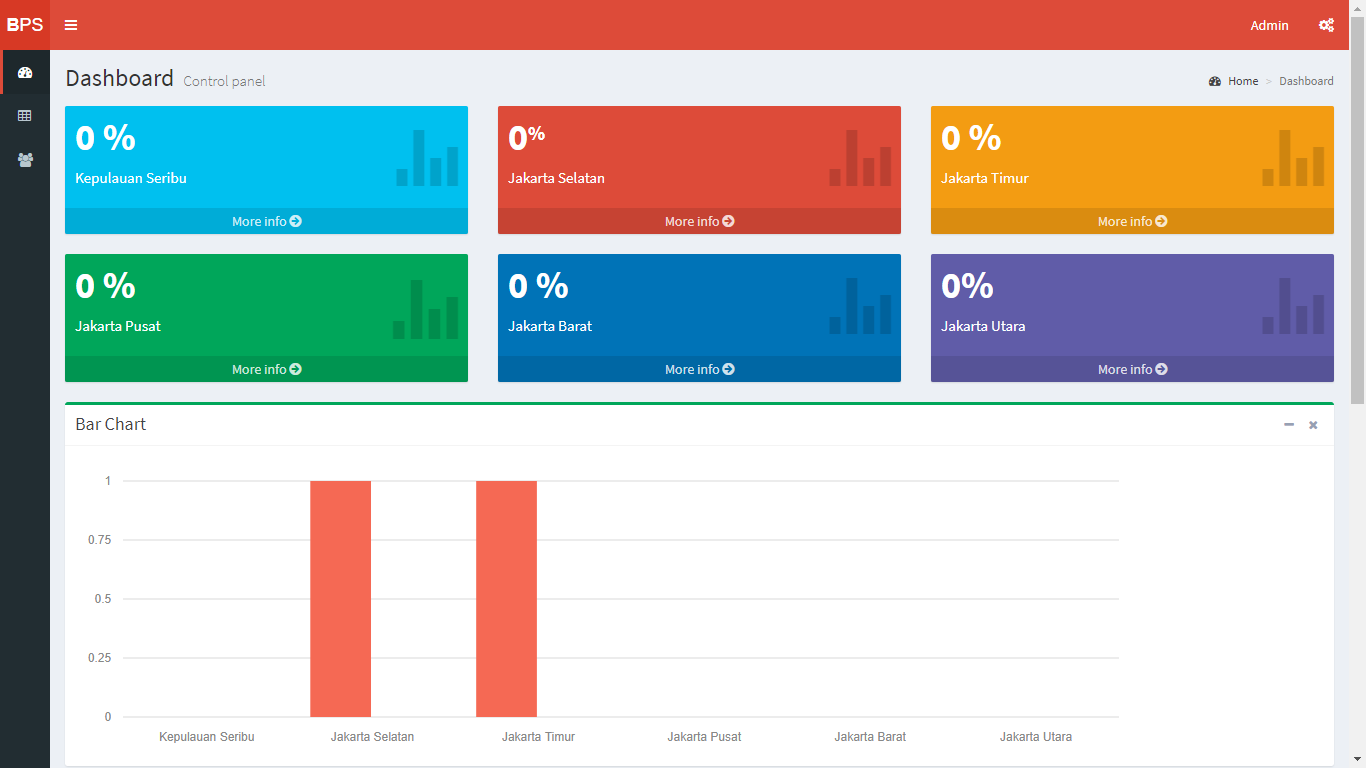 BPS Admin
Dashboard Control panel Home > Dashboard
0 % 0% 0 %
Kepulauan Seribu Jakarta Selatan Jakarta Timur
More info More info More info
0 % 0 % 0%
Jakarta Pusat Jakarta Barat Jakarta Utara
More info More info More info
Bar Chart
1
0.75
0.5
0.25
0
Kepulauan Seribu Jakarta Selatan Jakarta Timur Jakarta Pusat Jakarta Barat Jakarta Utara